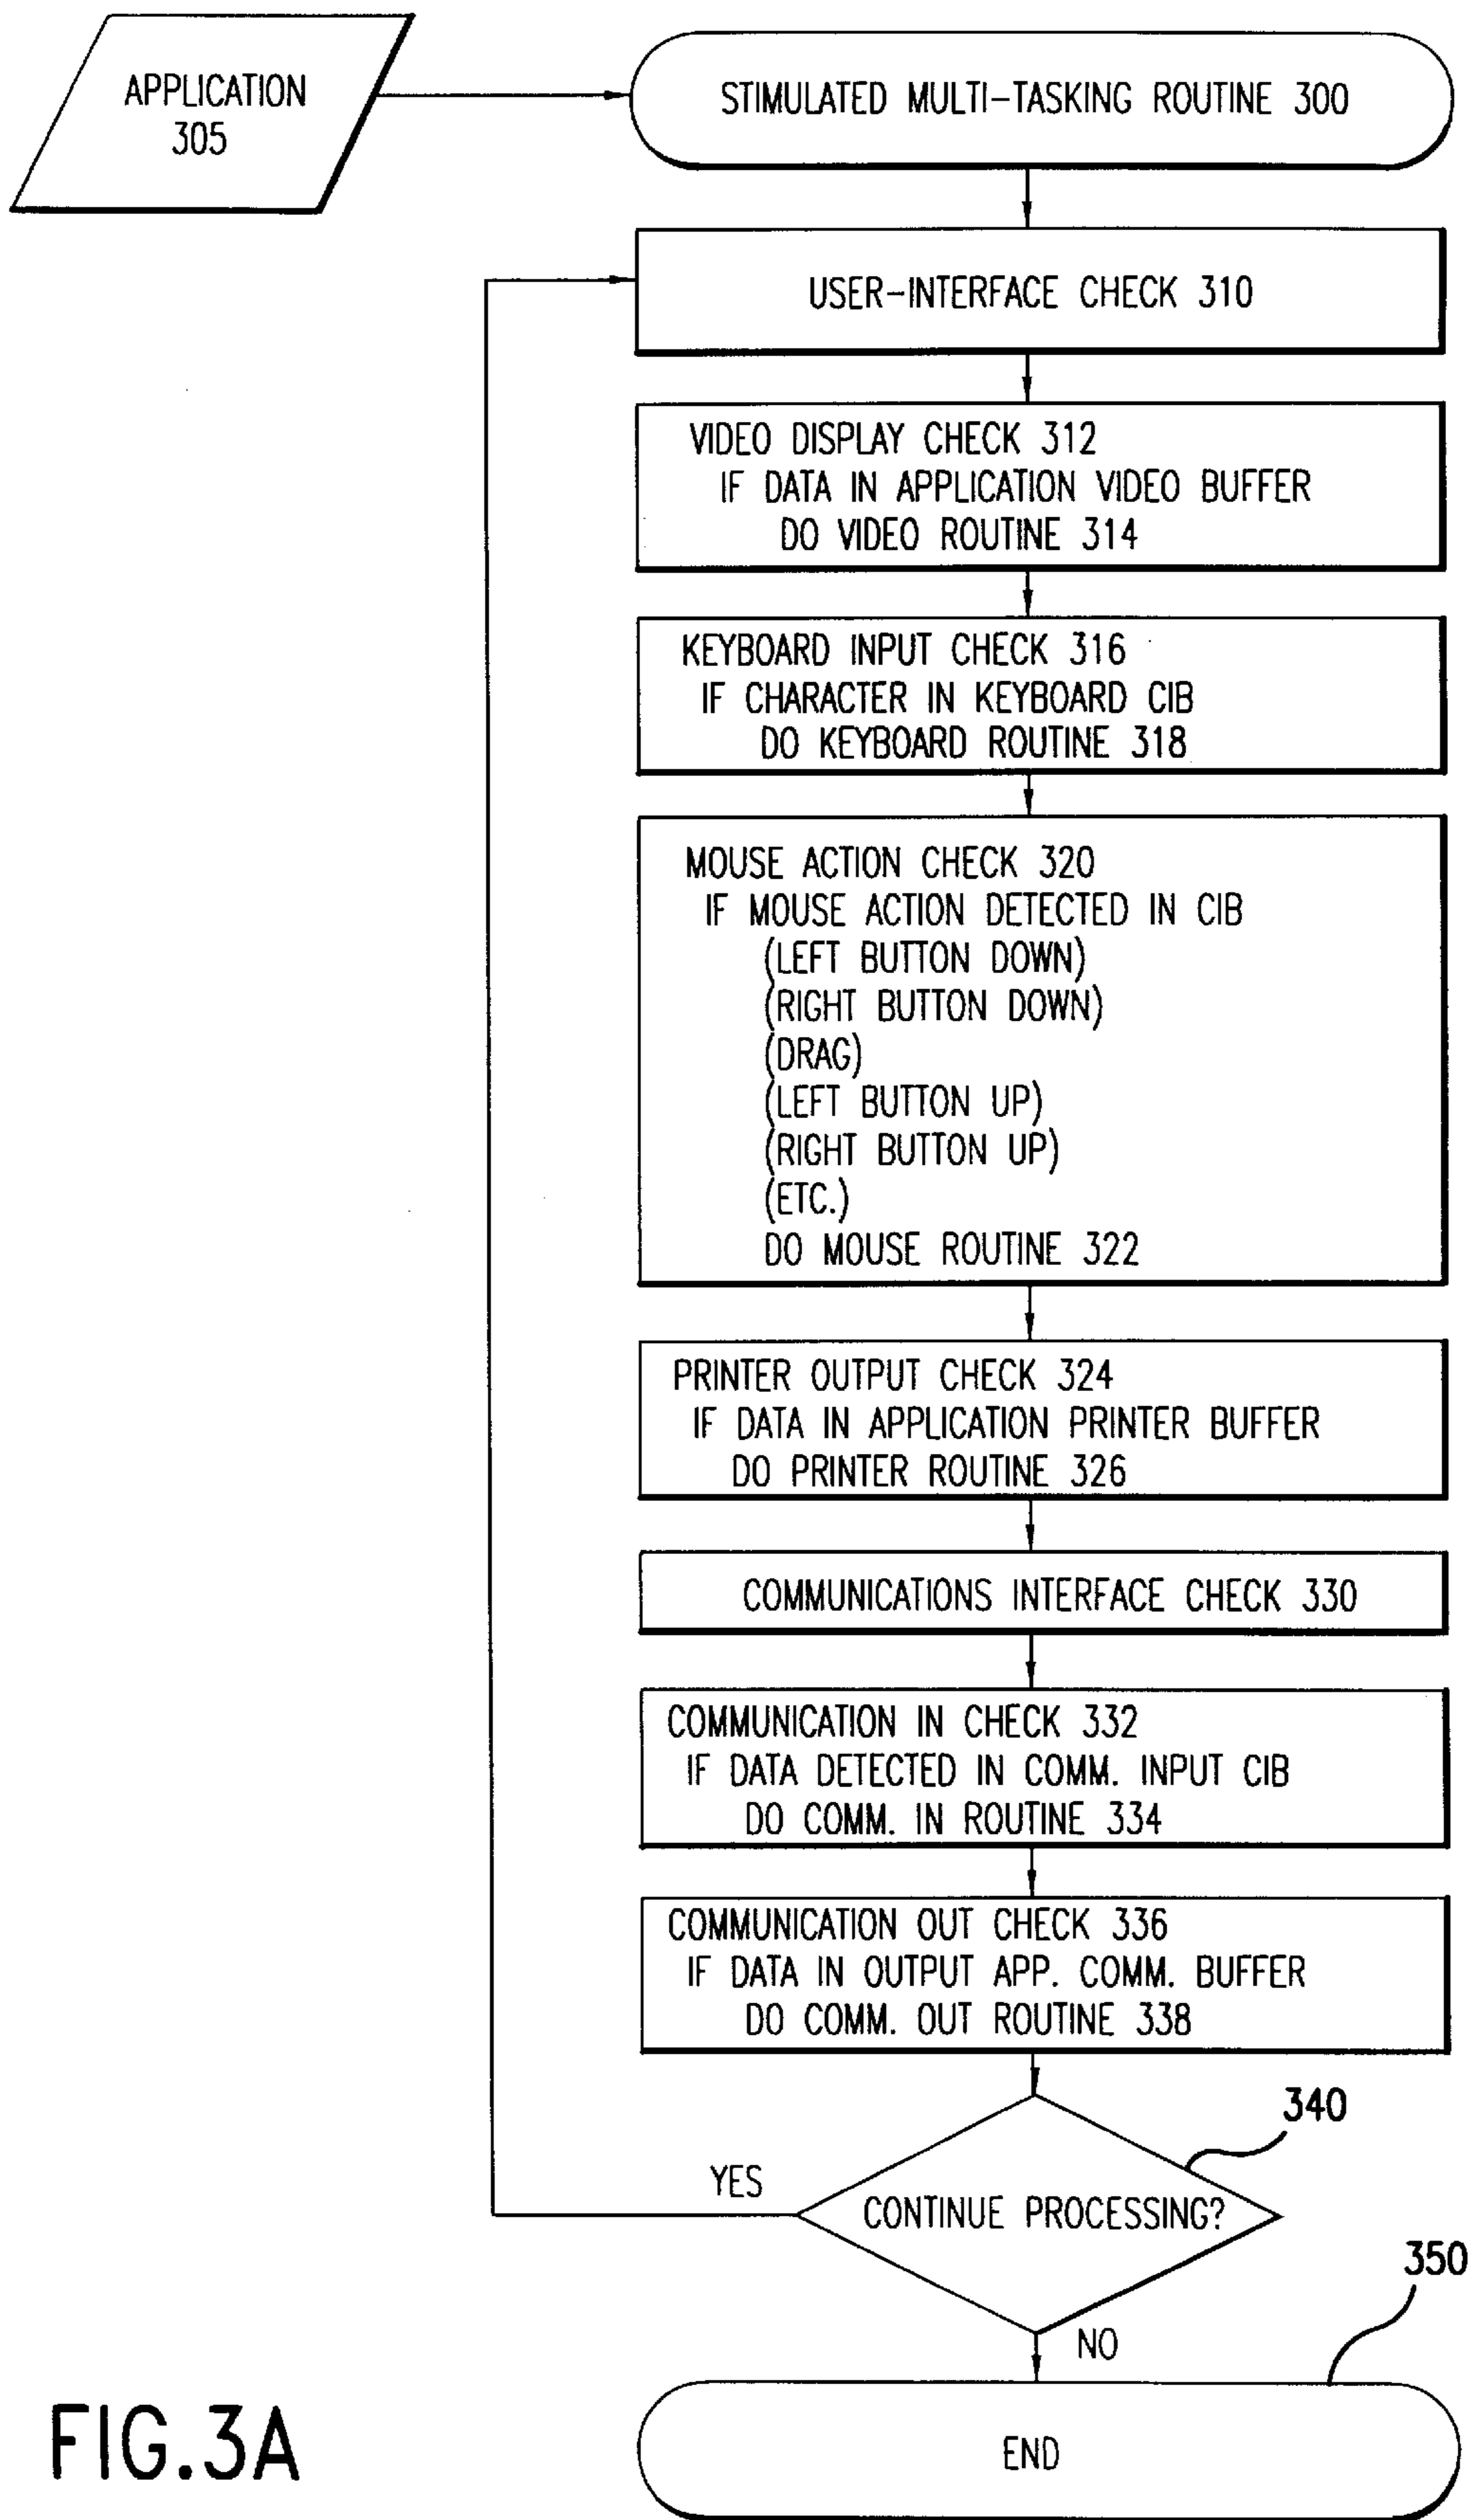 APPLICATION
305
STIMULATED MULTI-TASKING ROUTINE 300
USER-INTERFACE CHECK 310
VIDEO DISPLAY CHECK 312
IF DATA IN APPLICATION VIDEO BUFFER
DO VIDEO ROUTINE 314
KEYBOARD INPUT CHECK 316
IF CHARACTER IN KEYBOARD CIB
DO KEYBOARD ROUTINE 318
MOUSE ACTION CHECK 320
IF MOUSE ACTION DETECTED IN CIB
(LEFT BUTTON DOWN)
(RIGHT BUTTON DOWN)
(DRAG)
(LEFT BUTTON UP)
(RIGHT BUTTON UP)
(ETC.)
DO MOUSE ROUTINE 322
PRINTER OUTPUT CHECK 324
IF DATA IN APPLICATION PRINTER BUFFER
DO PRINTER ROUTINE 326
COMMUNICATIONS INTERFACE CHECK 330
COMMUNICATION IN CHECK 332
IF DATA DETECTED IN COMM. INPUT CIB
DO COMM. IN ROUTINE 334
COMMUNICATION OUT CHECK 336
IF DATA IN OUTPUT APP. COMM. BUFFER
DO COMM. OUT ROUTINE 338
340
YES
CONTINUE PROCESSING?
350
NO
END
FIG.3A